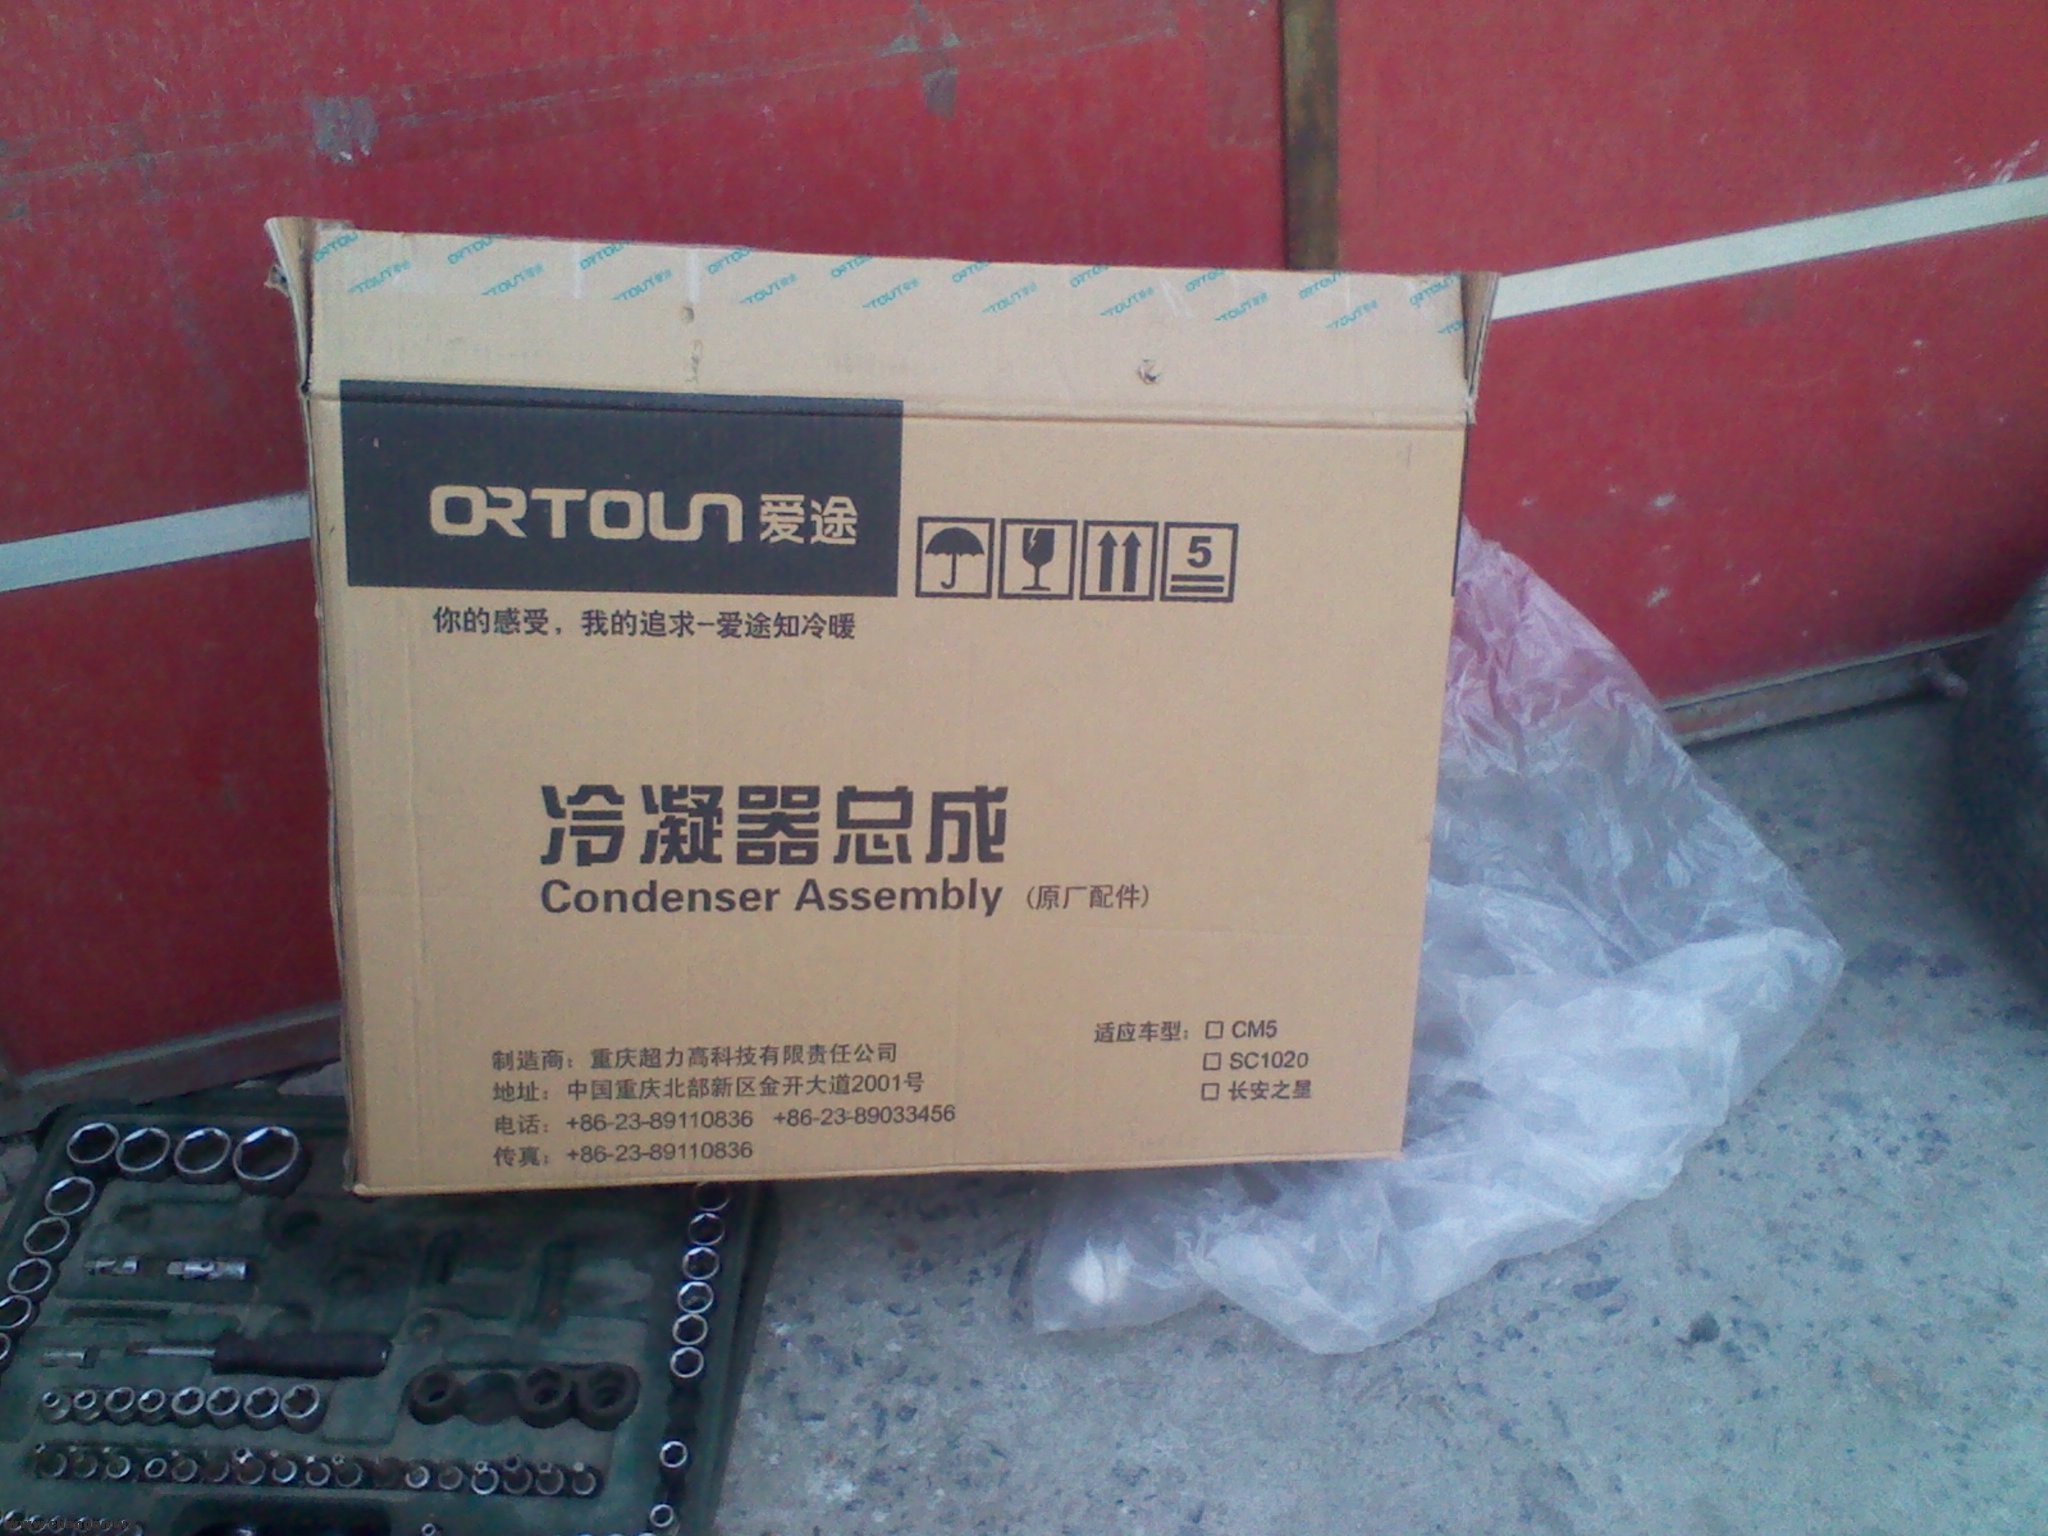 ORTOUN 爱途
5
你的感受，我的追求-爱途知冷暖
冷凝器总成
Condenser Assembly (原厂配件)
适应车型：□ CM5
□ SC1020
□ 长安之星
制造商：重庆超力高科技有限责任公司
地址：中国重庆北部新区金开大道2001号
电话：+86-23-89110836 +86-23-89033456
传真：+86-23-89110836